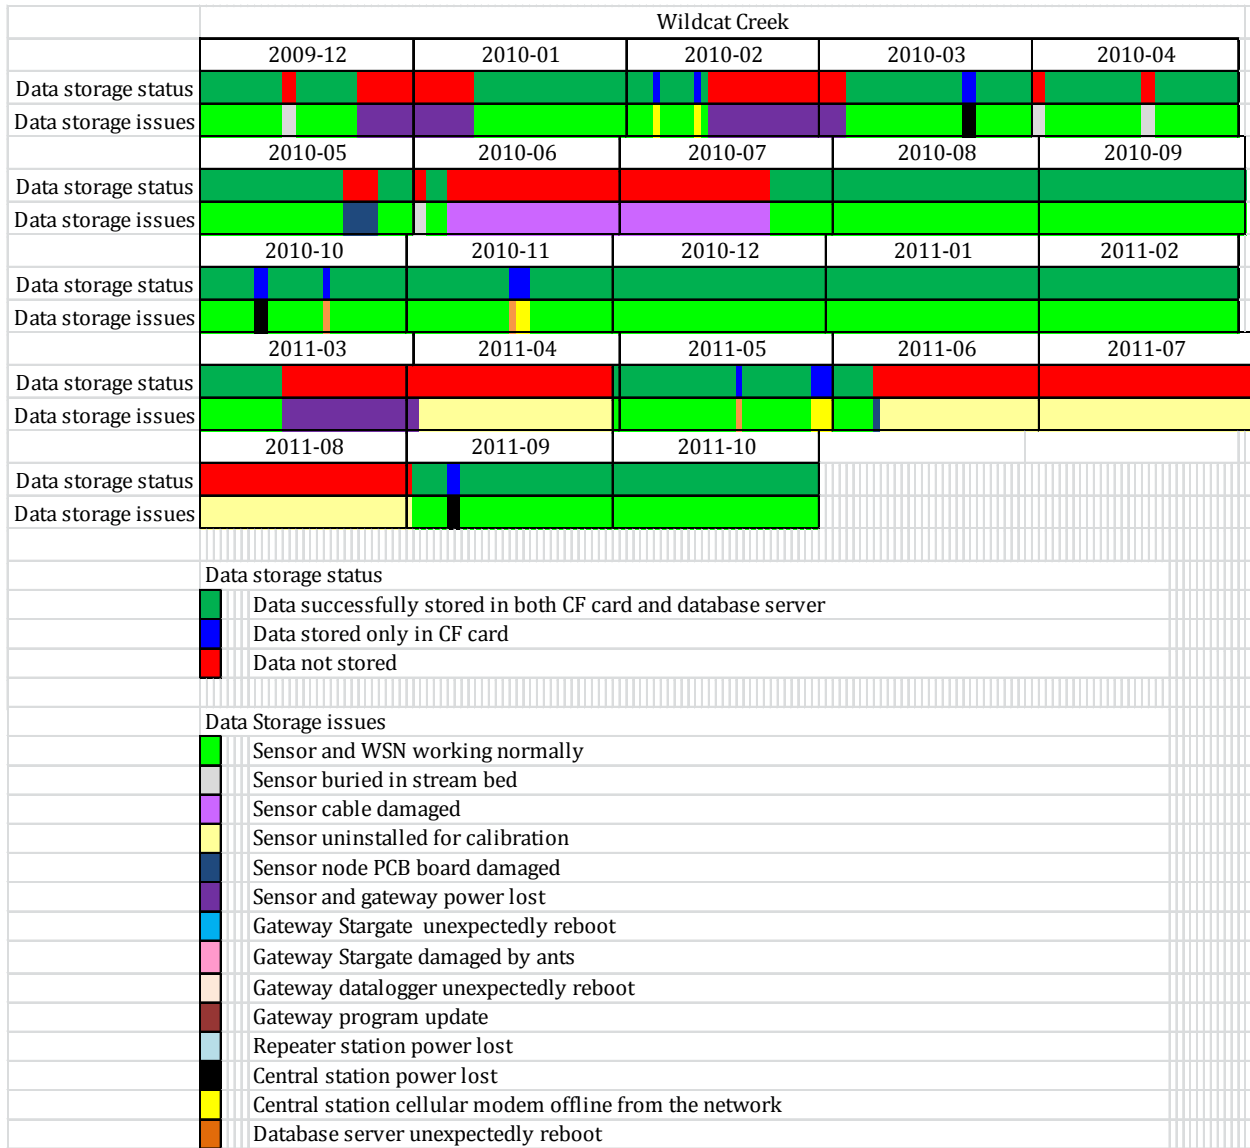 Wildcat Creek
2009-12 2010-01 2010-02 2010-03 2010-04
Data storage status
Data storage issues
2010-05 2010-06 2010-07 2010-08 2010-09
Data storage status
Data storage issues
2010-10 2010-11 2010-12 2011-01 2011-02
Data storage status
Data storage issues
2011-03 2011-04 2011-05 2011-06 2011-07
Data storage status
Data storage issues
2011-08 2011-09 2011-10
Data storage status
Data storage issues
Data storage status
Data successfully stored in both CF card and database server
Data stored only in CF card
Data not stored
Data Storage issues
Sensor and WSN working normally
Sensor buried in stream bed
Sensor cable damaged
Sensor uninstalled for calibration
Sensor node PCB board damaged
Sensor and gateway power lost
Gateway Stargate unexpectedly reboot
Gateway Stargate damaged by ants
Gateway datalogger unexpectedly reboot
Gateway program update
Repeater station power lost
Central station power lost
Central station cellular modem offline from the network
Database server unexpectedly reboot